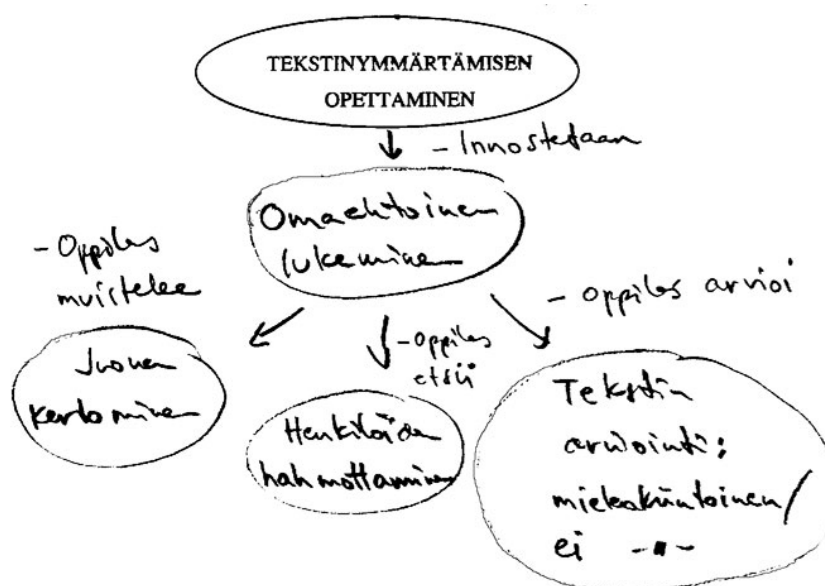 TEKSTINYMMÄRTÄMISEN
OPETTAMINEN
- Innostetaan
Omaehtoinen
lukeminen
- Oppilas
muistelee
- Oppilas arvioi
- Oppilas
etsii
Juonen
kertominen
Henkilöiden
hahmottaminen
Tekstin
arviointi:
mielenkiintoinen/
ei -"-